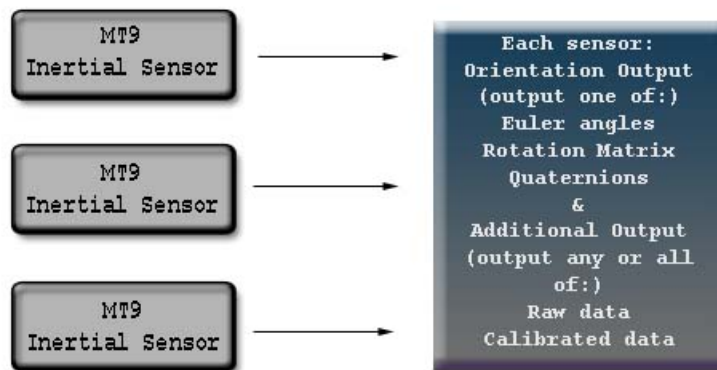 MT9
Inertial Sensor
MT9
Inertial Sensor
MT9
Inertial Sensor
Each sensor:
Orientation Output
(output one of:)
Euler angles
Rotation Matrix
Quaternions
&
Additional Output
(output any or all
of:)
Raw data
Calibrated data